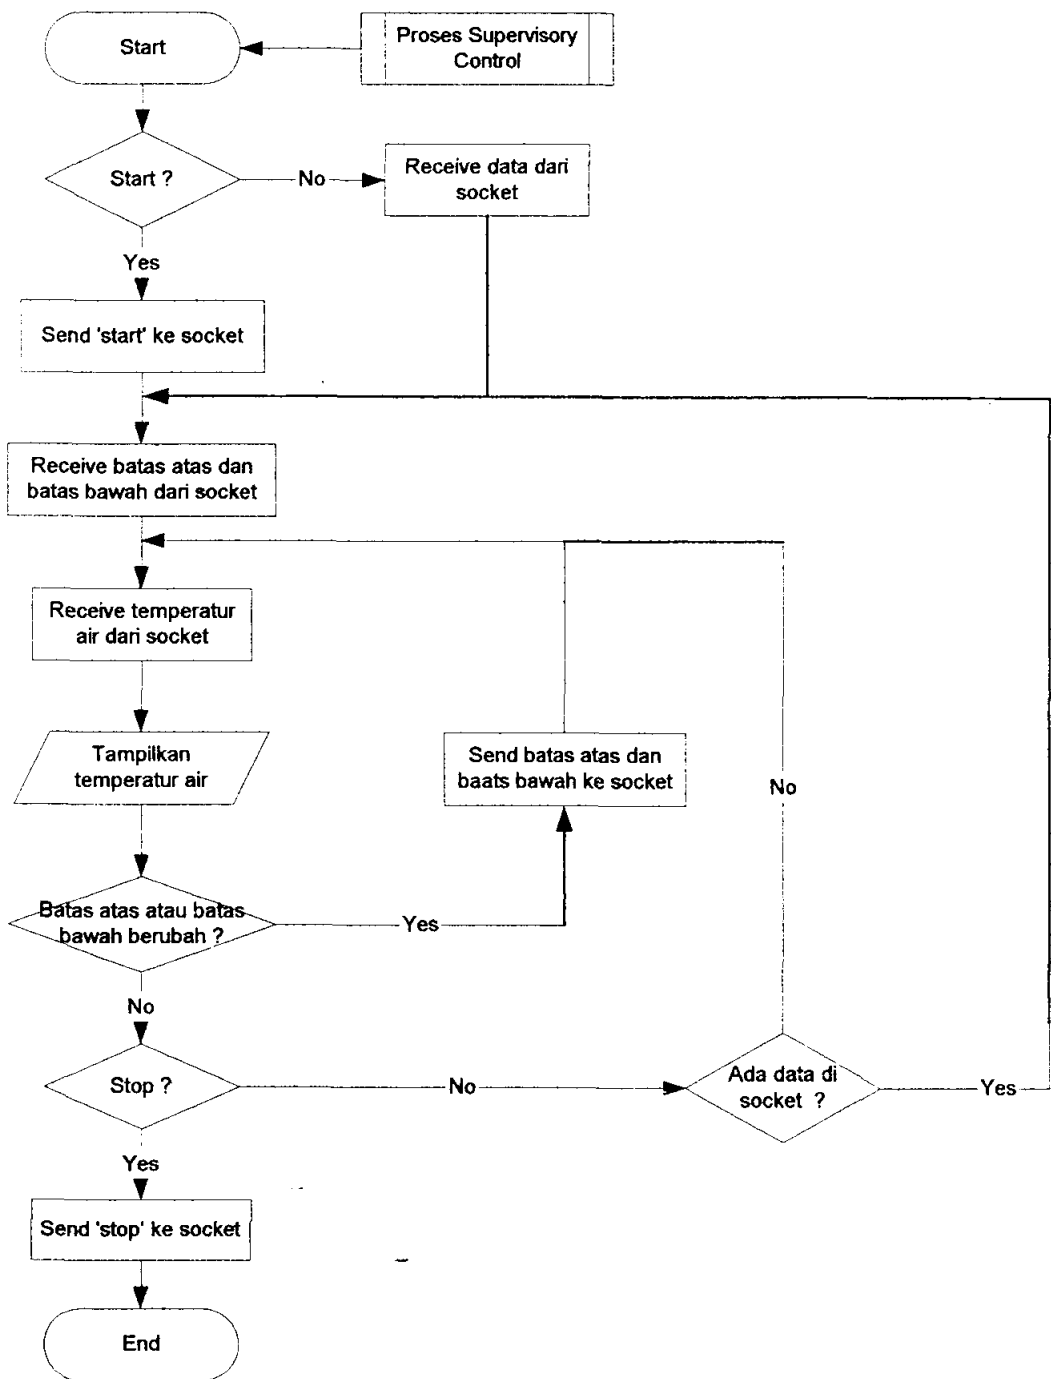 Start
Proses Supervisory
Control
Start ?
No
Receive data dari
socket
Yes
Send 'start' ke socket
Receive batas atas dan
batas bawah dari socket
Receive temperatur
air dari socket
Tampilkan
temperatur air
Send batas atas dan
baats bawah ke socket
No
Batas atas atau batas
bawah berubah ?
Yes
No
Stop ?
No
Ada data di
socket ?
Yes
Yes
Send 'stop' ke socket
End